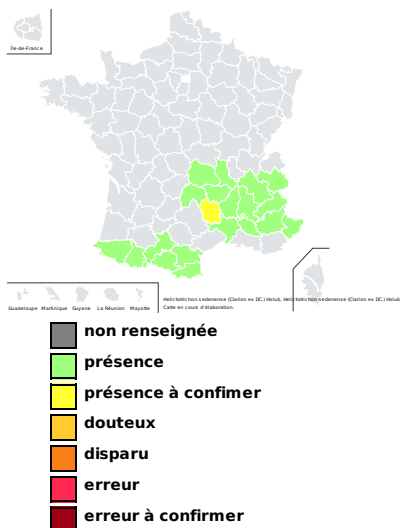 Île-de-France
Guadeloupe Martinique Guyane La Réunion Mayotte
Helictotrichon sedenense (Clarion ex DC.) Holub, Helictotrichon sedenense (Clarion ex DC.) Holub
Carte en cours d'élaboration.
non renseignée
présence
présence à confimer
douteux
disparu
erreur
erreur à confirmer